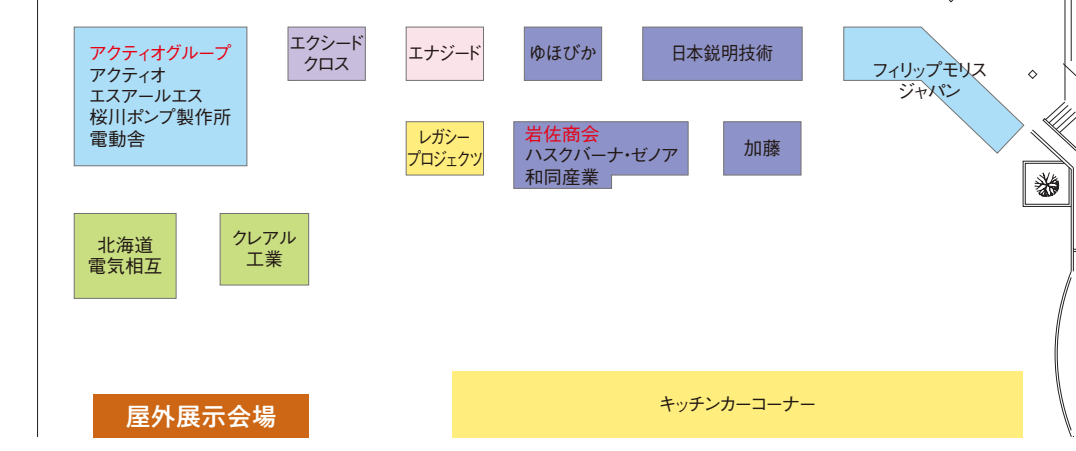 アクティオグループ
アクティオ
エスアールエス
桜川ポンプ製作所
電動舎
エクシード
クロス
エナジード
ゆほびか
日本鋭明技術
フィリップモリス
ジャパン
レガシー
プロジェクツ
岩佐商会
ハスクバーナ・ゼノア
和同産業
加藤
北海道
電気相互
クレアル
工業
屋外展示会場
キッチンカーコーナー